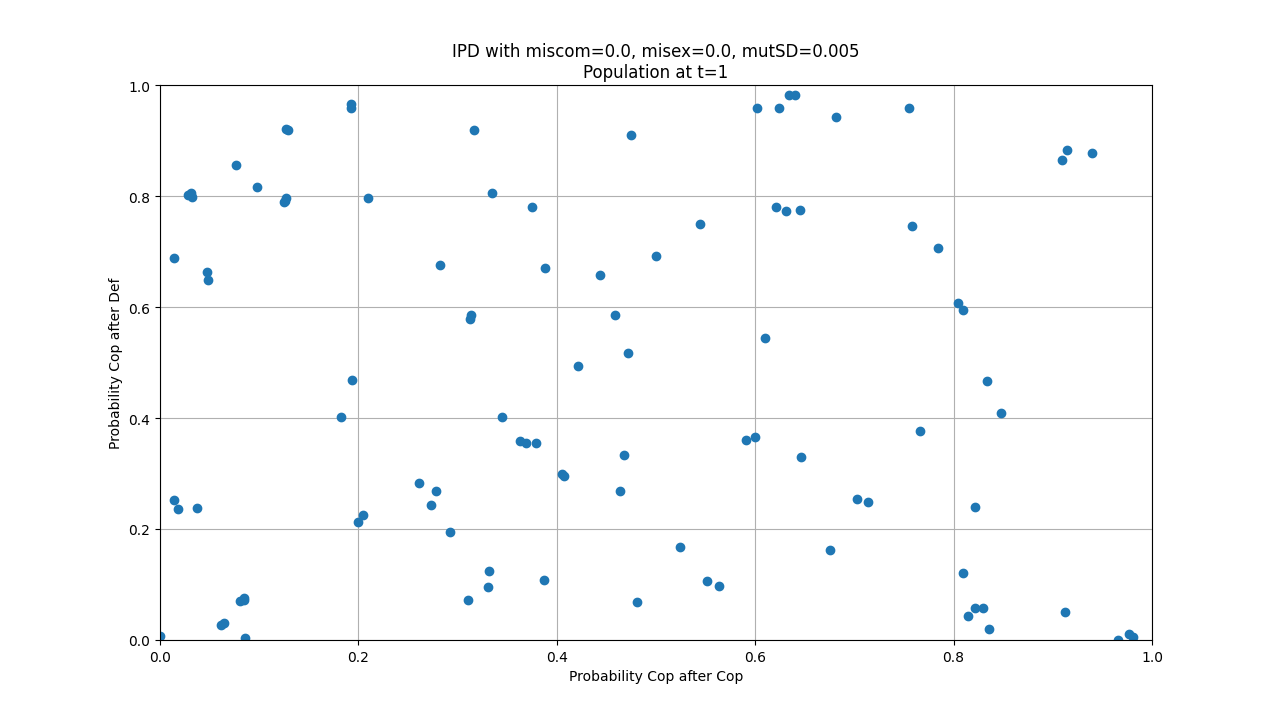 IPD with miscom=0.0, misex=0.0, mutSD=0.005
Population at t=1
1.0
0.8
0.6
0.4
0.2
0.0
Probability Cop after Def
0.0 0.2 0.4 0.6 0.8 1.0
Probability Cop after Cop